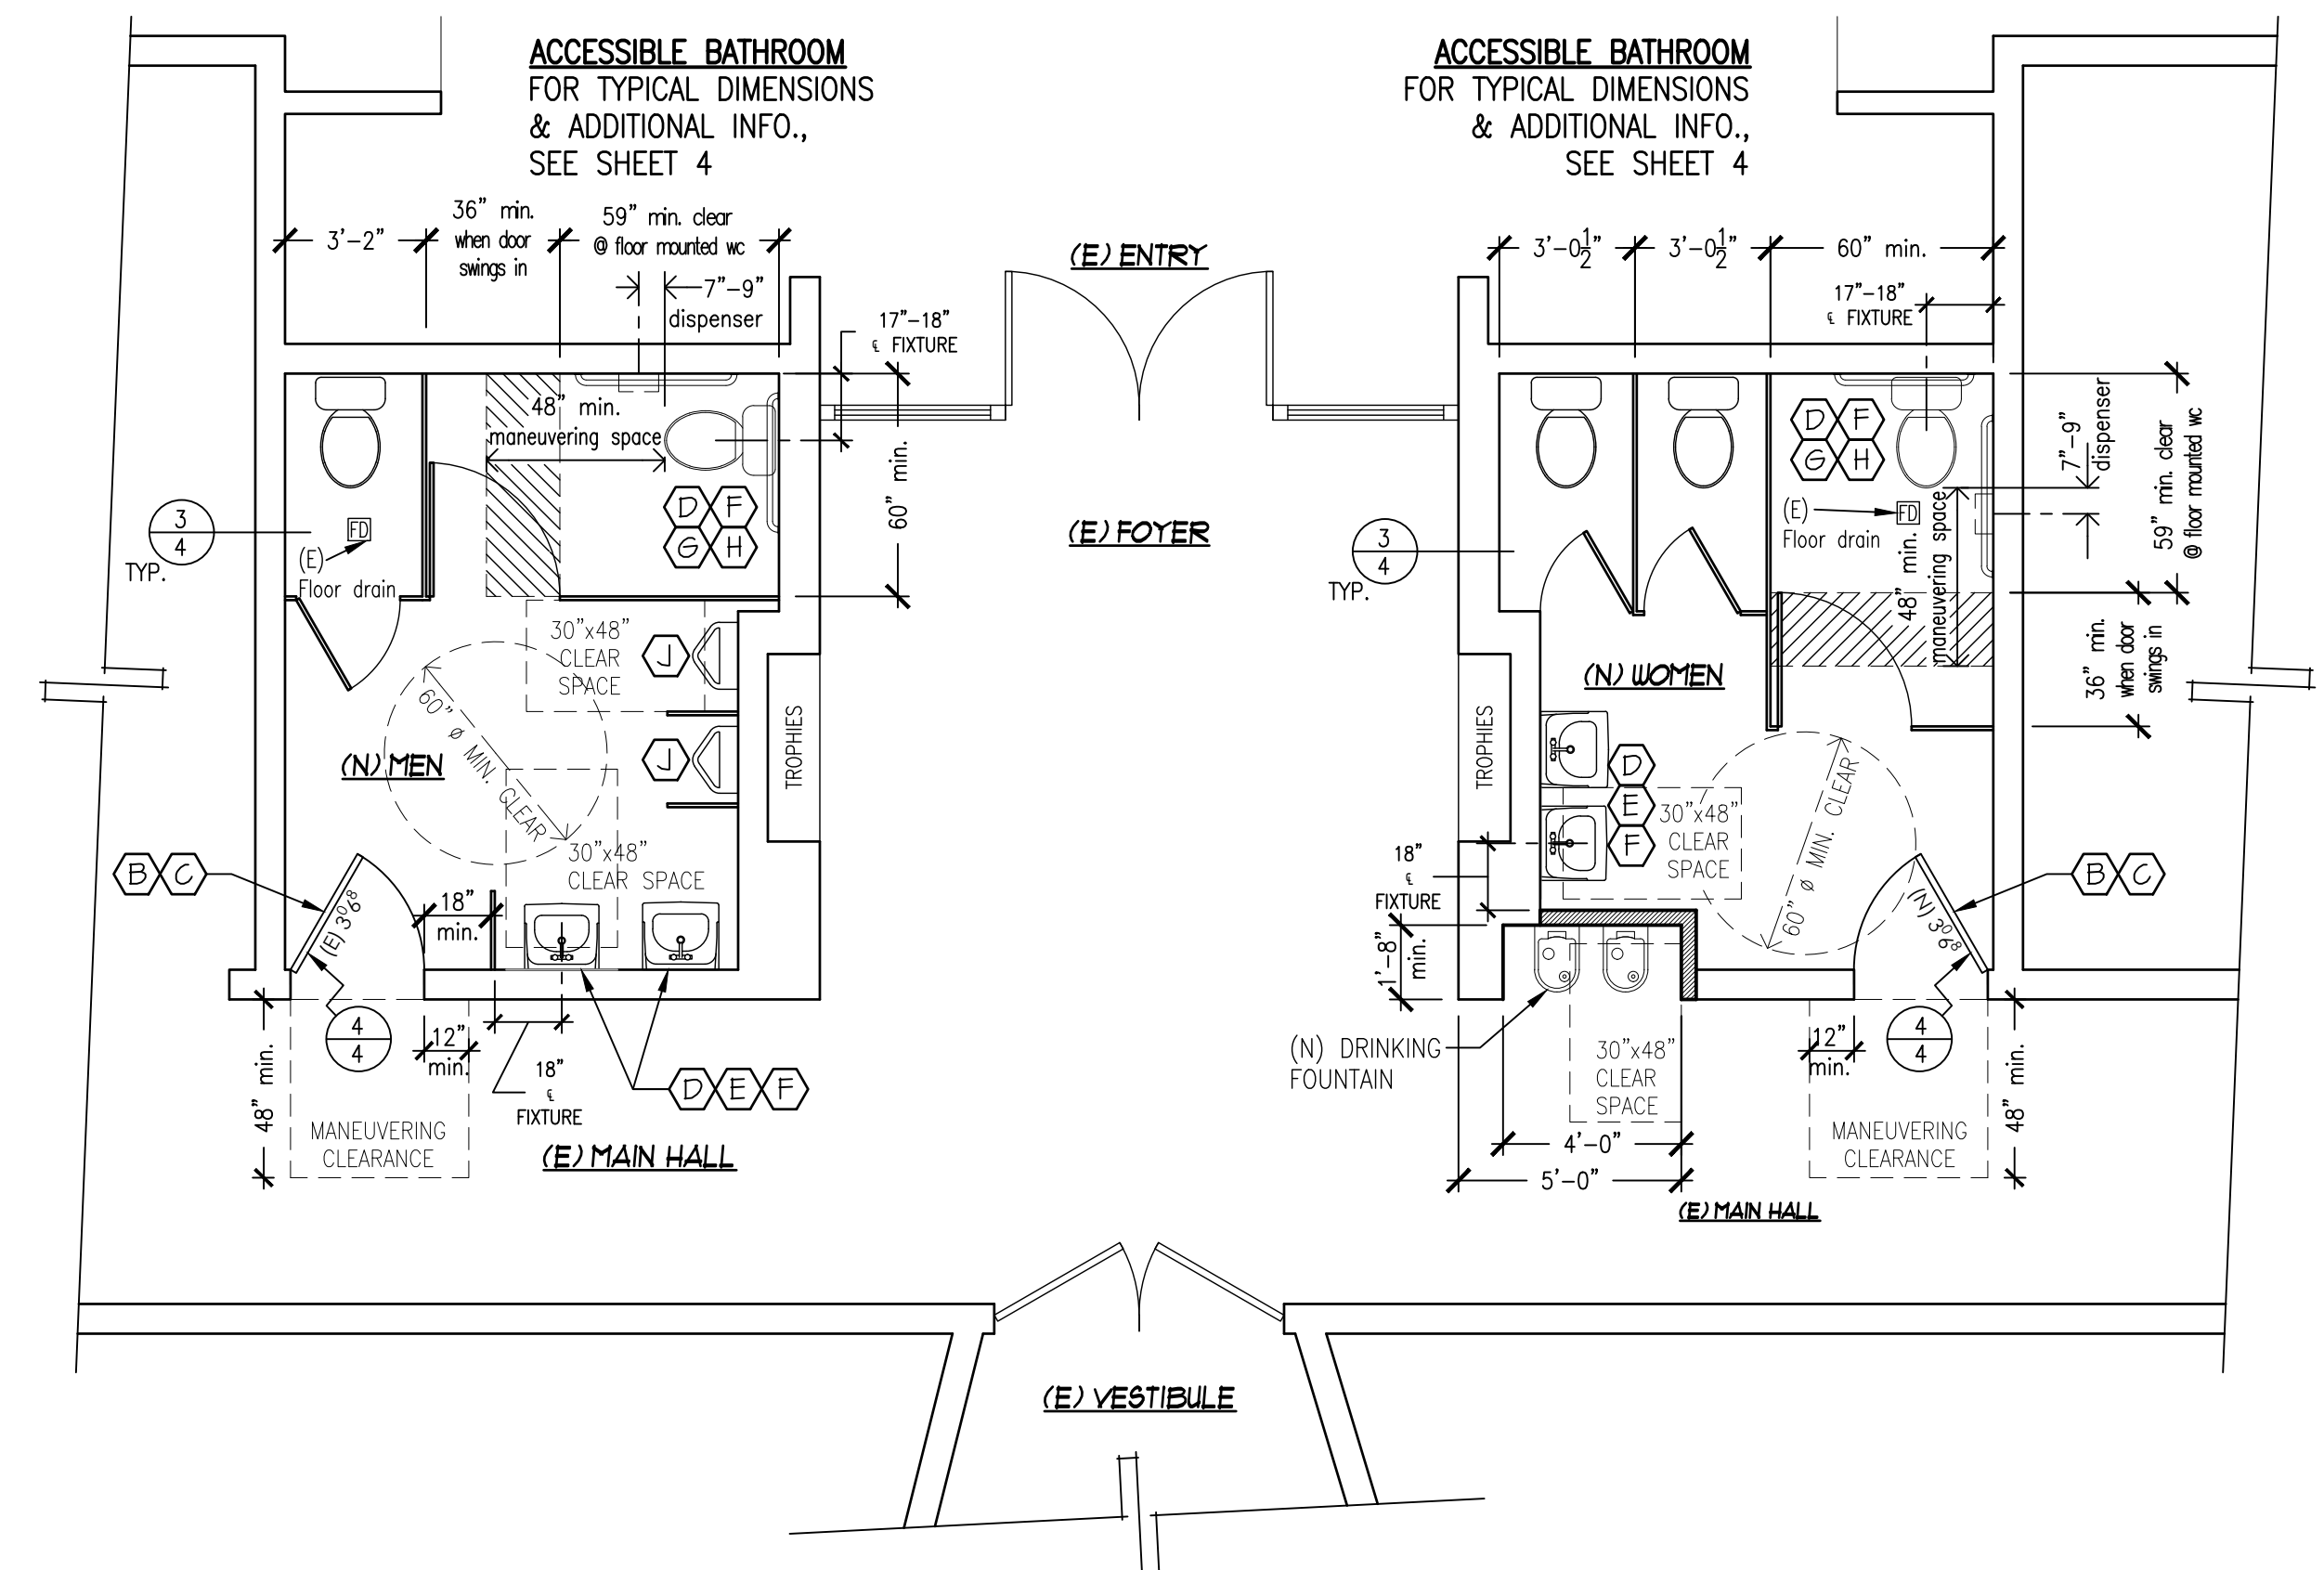 ACCESSIBLE BATHROOM
FOR TYPICAL DIMENSIONS
& ADDITIONAL INFO.,
SEE SHEET 4
ACCESSIBLE BATHROOM
FOR TYPICAL DIMENSIONS
& ADDITIONAL INFO.,
SEE SHEET 4
3'-2"
36" min.
when door
swings in
59" min. clear
@ floor mounted wc
7"-9"
dispenser
17"-18"
℄ FIXTURE
(E) ENTRY
3'-0 1/2"
3'-0 1/2"
60" min.
17"-18"
℄ FIXTURE
48" min.
maneuvering space
60" min.
D F
G H
3
4
TYP.
FD
(E)
Floor drain
30"x48"
CLEAR
SPACE
J
J
60" ø MIN. CLEAR
(N) MEN
TROPHIES
30"x48"
CLEAR SPACE
B C
(E) 3⁰6⁸
18"
min.
4
4
12"
min.
48" min.
MANEUVERING
CLEARANCE
18"
℄
FIXTURE
D E F
(E) MAIN HALL
(E) FOYER
3
4
TYP.
D F
G H
(E)
Floor drain
FD
48" min.
maneuvering space
7"-9"
dispenser
59" min. clear
@ floor mounted wc
36" min.
when door
swings in
(N) WOMEN
TROPHIES
D
E
F
30"x48"
CLEAR
SPACE
60" ø MIN. CLEAR
18"
℄
FIXTURE
1'-8"
min.
B C
(N) 3⁰6⁸
4
4
(N) DRINKING
FOUNTAIN
30"x48"
CLEAR
SPACE
12"
min.
48" min.
MANEUVERING
CLEARANCE
4'-0"
5'-0"
(E) MAIN HALL
(E) VESTIBULE